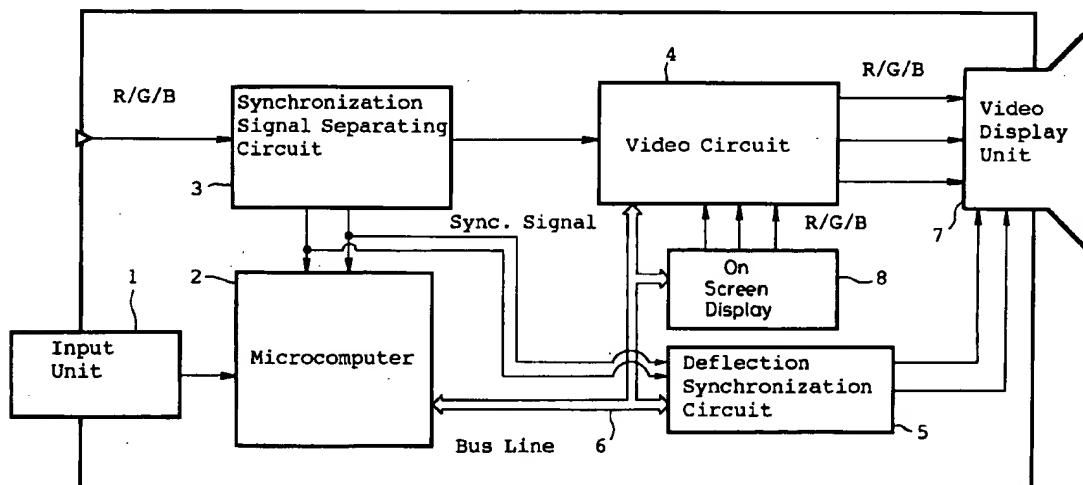 4
R/G/B
R/G/B
Synchronization
Signal Separating
Circuit
Video Circuit
Video
Display
Unit
3
Sync. Signal
R/G/B
7
1
2
On
Screen
Display
8
Input
Unit
Microcomputer
Deflection
Synchronization
Circuit
Bus Line
6
5